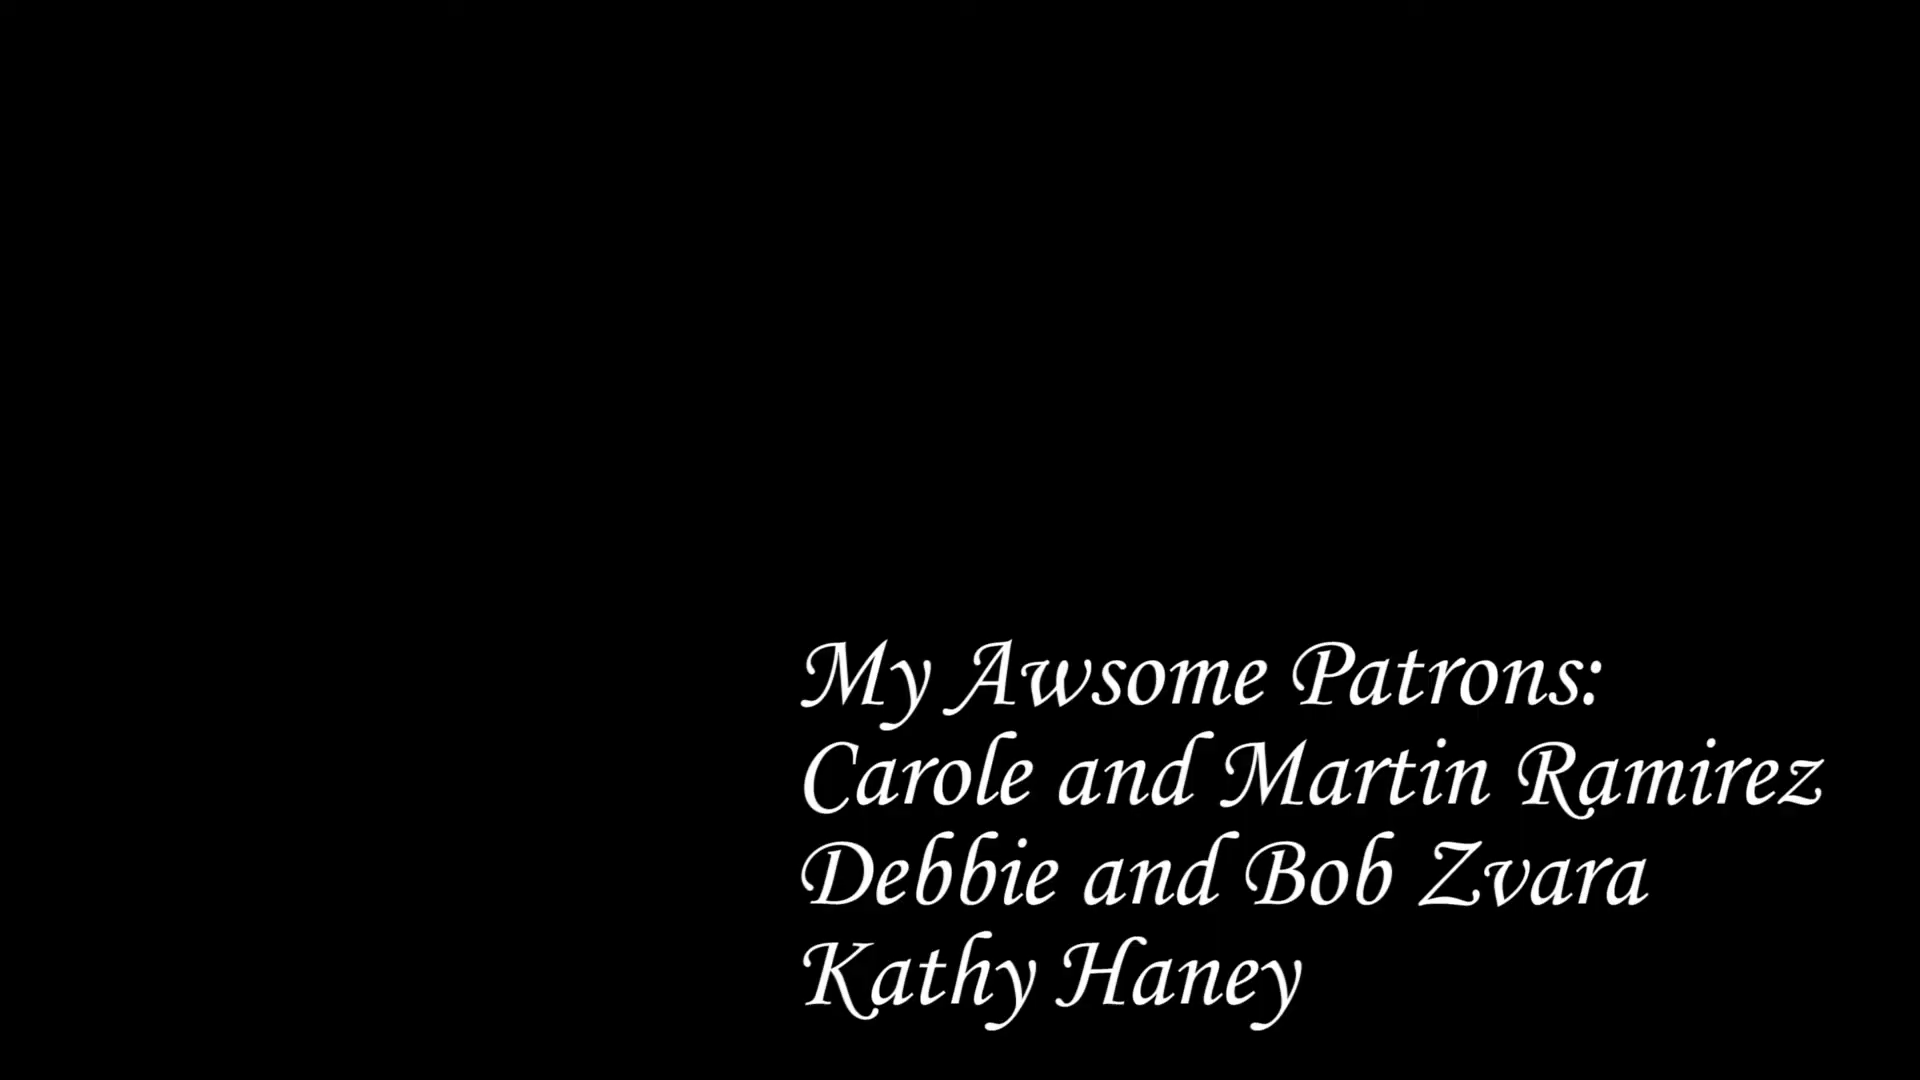 My Awsome Patrons:
Carole and Martin Ramirez
Debbie and Bob Zvara
Kathy Haney